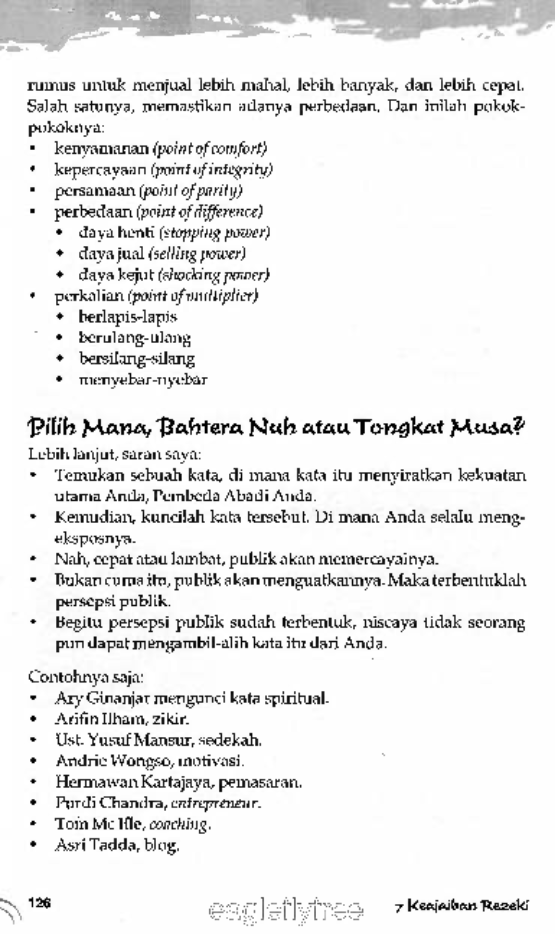 rumus untuk menjual lebih mahal, lebih banyak, dan lebih cepat.
Salah satunya, memastikan adanya perbedaan. Dan inilah pokok-
pokoknya:
• kenyamanan (point of comfort)
• kepercayaan (point of integrity)
• persamaan (point of parity)
• perbedaan (point of difference)
◆ daya henti (stopping power)
◆ daya jual (selling power)
◆ daya kejut (shocking power)
• perkalian (point of multiplier)
◆ berlapis-lapis
◆ berulang-ulang
◆ bersilang-silang
◆ menyebar-nyebar
Pilih Mana, Bahtera Nuh atau Tongkat Musa?
Lebih lanjut, saran saya:
• Temukan sebuah kata, di mana kata itu menyiratkan kekuatan
utama Anda, Pembeda Abadi Anda.
• Kemudian, kuncilah kata tersebut. Di mana Anda selalu meng-
eksposnya.
• Nah, cepat atau lambat, publik akan memercayainya.
• Bukan cuma itu, publik akan menguatkannya. Maka terbentuklah
persepsi publik.
• Begitu persepsi publik sudah terbentuk, niscaya tidak seorang
pun dapat mengambil-alih kata itu dari Anda.
Contohnya saja:
• Ary Ginanjar mengunci kata spiritual.
• Arifin Ilham, zikir.
• Ust. Yusuf Mansur, sedekah.
• Andrie Wongso, motivasi.
• Hermawan Kartajaya, pemasaran.
• Purdi Chandra, entrepreneur.
• Tom Mc Ifle, coaching.
• Asri Tadda, blog.
126
eagleflytree
7 Keajaiban Rezeki